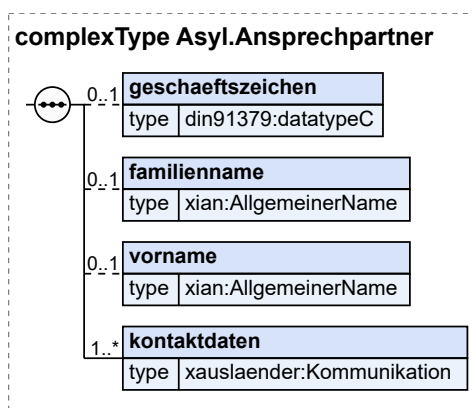 complexType Asyl.Ansprechpartner
0..1 geschaeftszeichen
type din91379:datatypeC
0..1 familienname
type xian:AllgemeinerName
0..1 vorname
type xian:AllgemeinerName
1..* kontaktdaten
type xauslaender:Kommunikation